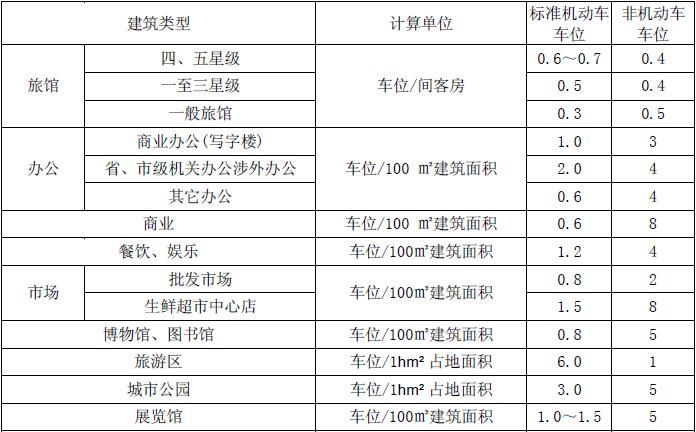 建筑类型 计算单位 标准机动车车位 非机动车车位
旅馆 四、五星级 车位/间客房 0.6～0.7 0.4
一至三星级 0.5 0.4
一般旅馆 0.3 0.5
办公 商业办公(写字楼) 车位/100 ㎡建筑面积 1.0 3
省、市级机关办公涉外办公 2.0 4
其它办公 0.6 4
商业 车位/100 ㎡建筑面积 0.6 8
餐饮、娱乐 车位/100㎡建筑面积 1.2 4
市场 批发市场 车位/100㎡建筑面积 0.8 2
生鲜超市中心店 1.5 8
博物馆、图书馆 车位/100㎡建筑面积 0.8 5
旅游区 车位/1hm² 占地面积 6.0 1
城市公园 车位/1hm² 占地面积 3.0 5
展览馆 车位/100㎡建筑面积 1.0～1.5 5